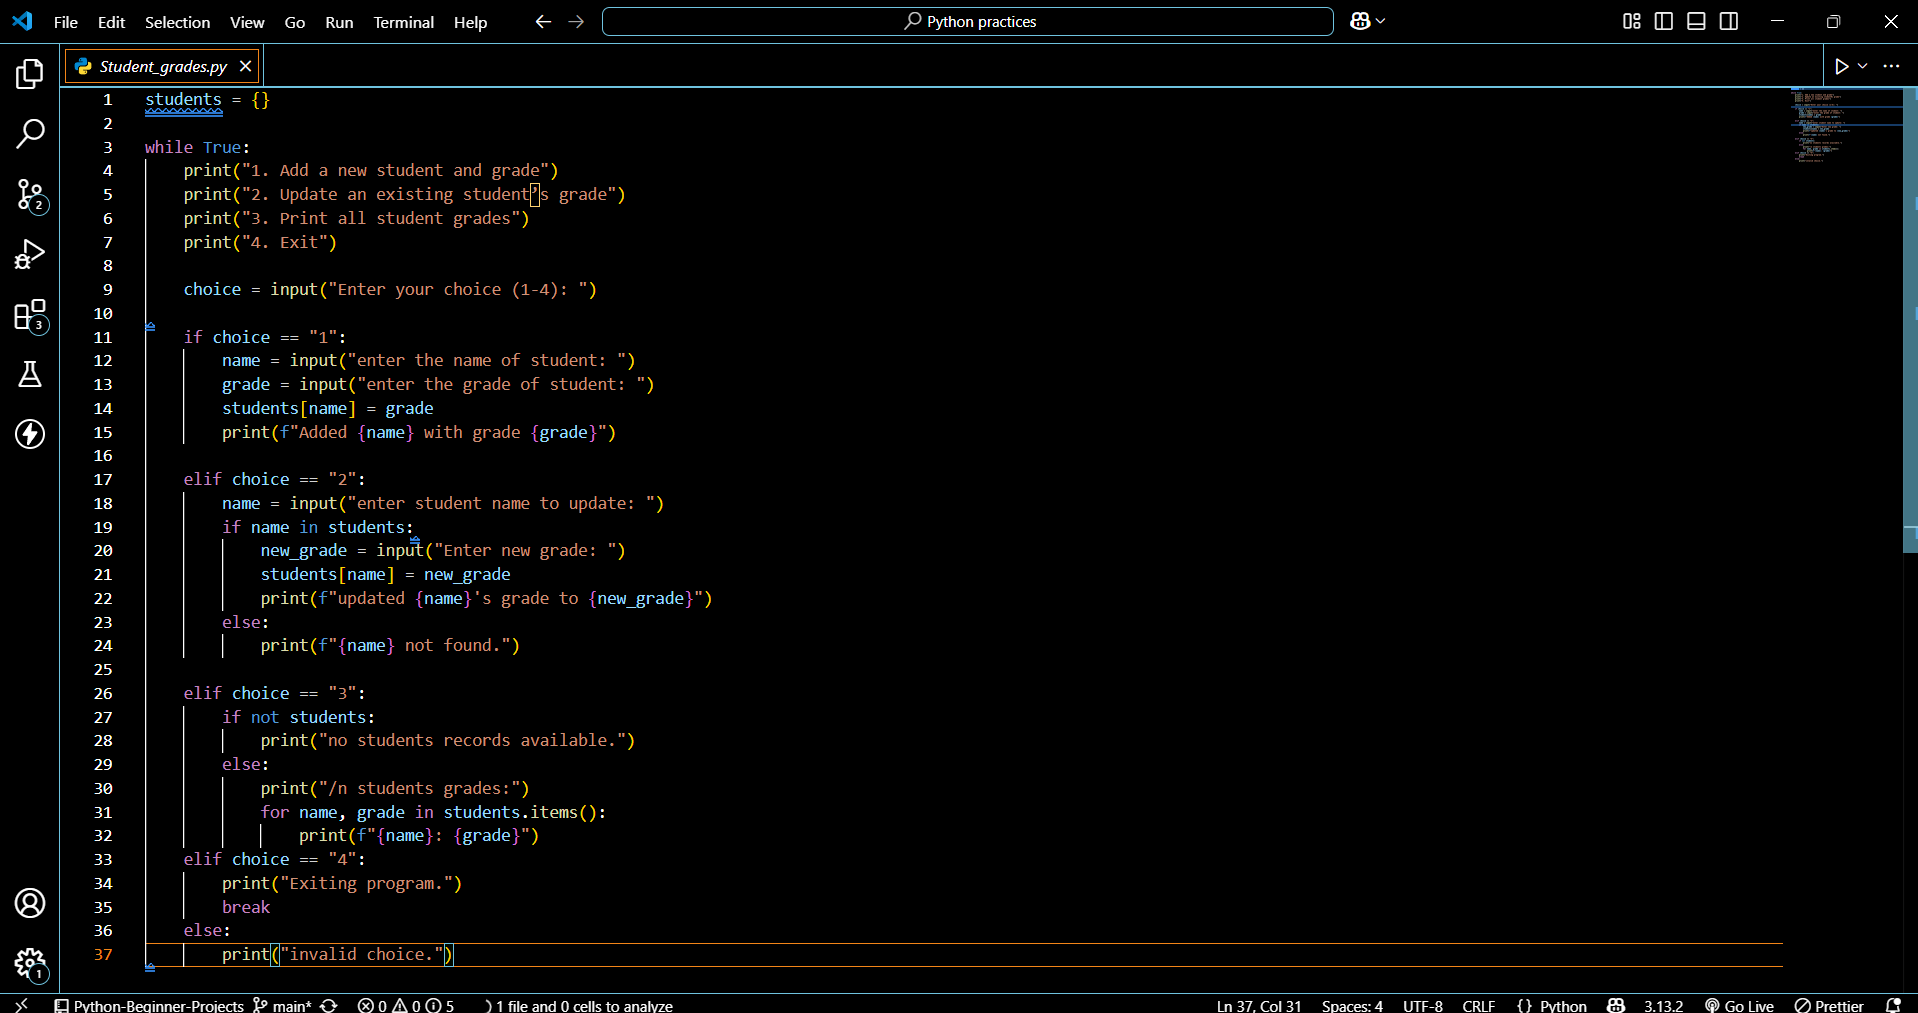 File Edit Selection View Go Run Terminal Help Python practices
Student_grades.py
1 students = {}
2
3 while True:
4     print("1. Add a new student and grade")
5     print("2. Update an existing student’s grade")
6     print("3. Print all student grades")
7     print("4. Exit")
8
9     choice = input("Enter your choice (1-4): ")
10
11     if choice == "1":
12         name = input("enter the name of student: ")
13         grade = input("enter the grade of student: ")
14         students[name] = grade
15         print(f"Added {name} with grade {grade}")
16
17     elif choice == "2":
18         name = input("enter student name to update: ")
19         if name in students:
20             new_grade = input("Enter new grade: ")
21             students[name] = new_grade
22             print(f"updated {name}'s grade to {new_grade}")
23         else:
24             print(f"{name} not found.")
25
26     elif choice == "3":
27         if not students:
28             print("no students records available.")
29         else:
30             print("/n students grades:")
31             for name, grade in students.items():
32                 print(f"{name}: {grade}")
33     elif choice == "4":
34         print("Exiting program.")
35         break
36     else:
37         print("invalid choice.")
2
3
1
Python-Beginner-Projects main* 0 0 5 1 file and 0 cells to analyze Ln 37, Col 31 Spaces: 4 UTF-8 CRLF {} Python 3.13.2 Go Live Prettier